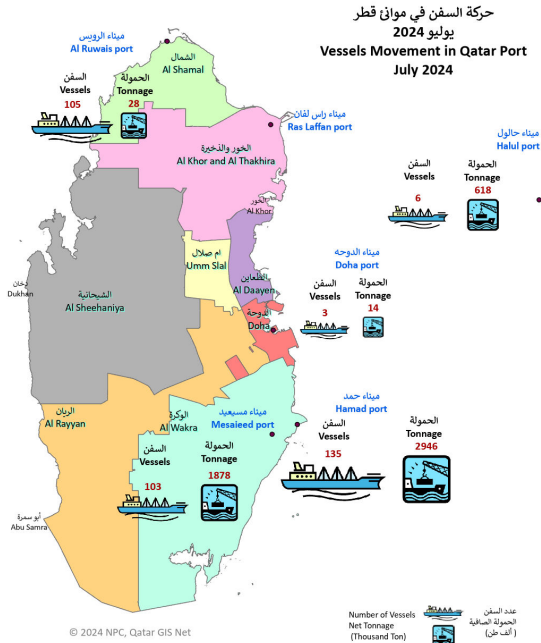 حركة السفن في موانئ قطر
يوليو 2024
Vessels Movement in Qatar Port
July 2024
ميناء الرويس
Al Ruwais port
السفن
Vessels
105
الحمولة
Tonnage
28
الشمال
Al Shamal
ميناء راس لفان
Ras Laffan port
الخور والذخيرة
Al Khor and Al Thakhira
ميناء حالول
Halul port
السفن
Vessels
6
الحمولة
Tonnage
618
الخور
Al Khor
ام صلال
Umm Slal
الظعاين
Al Daayen
ميناء الدوحه
Doha port
السفن
Vessels
3
الحمولة
Tonnage
14
دخان
Dukhan
الشيحانية
Al Sheehaniya
الدوحة
Doha
الريان
Al Rayyan
الوكرة
Al Wakra
ميناء مسيعيد
Mesaieed port
السفن
Vessels
103
الحمولة
Tonnage
1878
ميناء حمد
Hamad port
السفن
Vessels
135
الحمولة
Tonnage
2946
أبو سمرة
Abu Samra
عدد السفن
Number of Vessels
الحمولة الصافية
Net Tonnage
( ألف طن)
(Thousand Ton)
© 2024 NPC, Qatar GIS Net